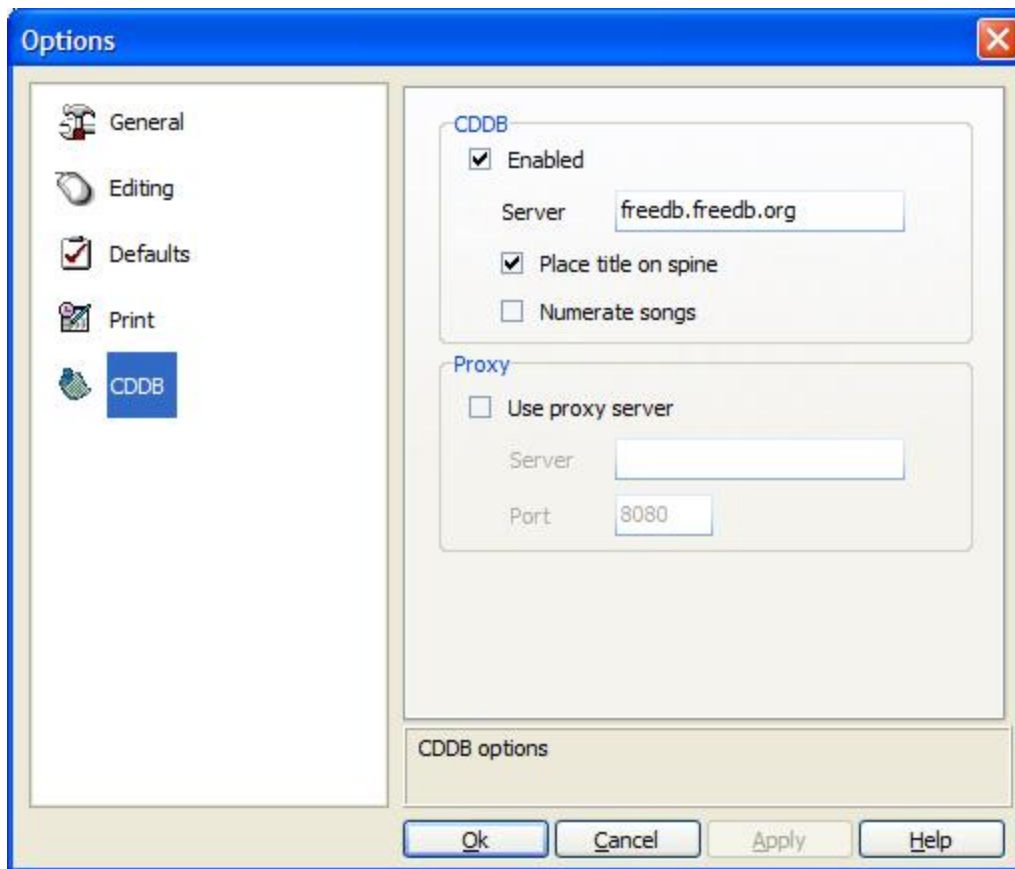 Options
General
Editing
Defaults
Print
CDDB
CDDB
Enabled
Server freedb.freedb.org
Place title on spine
Numerate songs
Proxy
Use proxy server
Server
Port 8080
CDDB options
Ok Cancel Apply Help